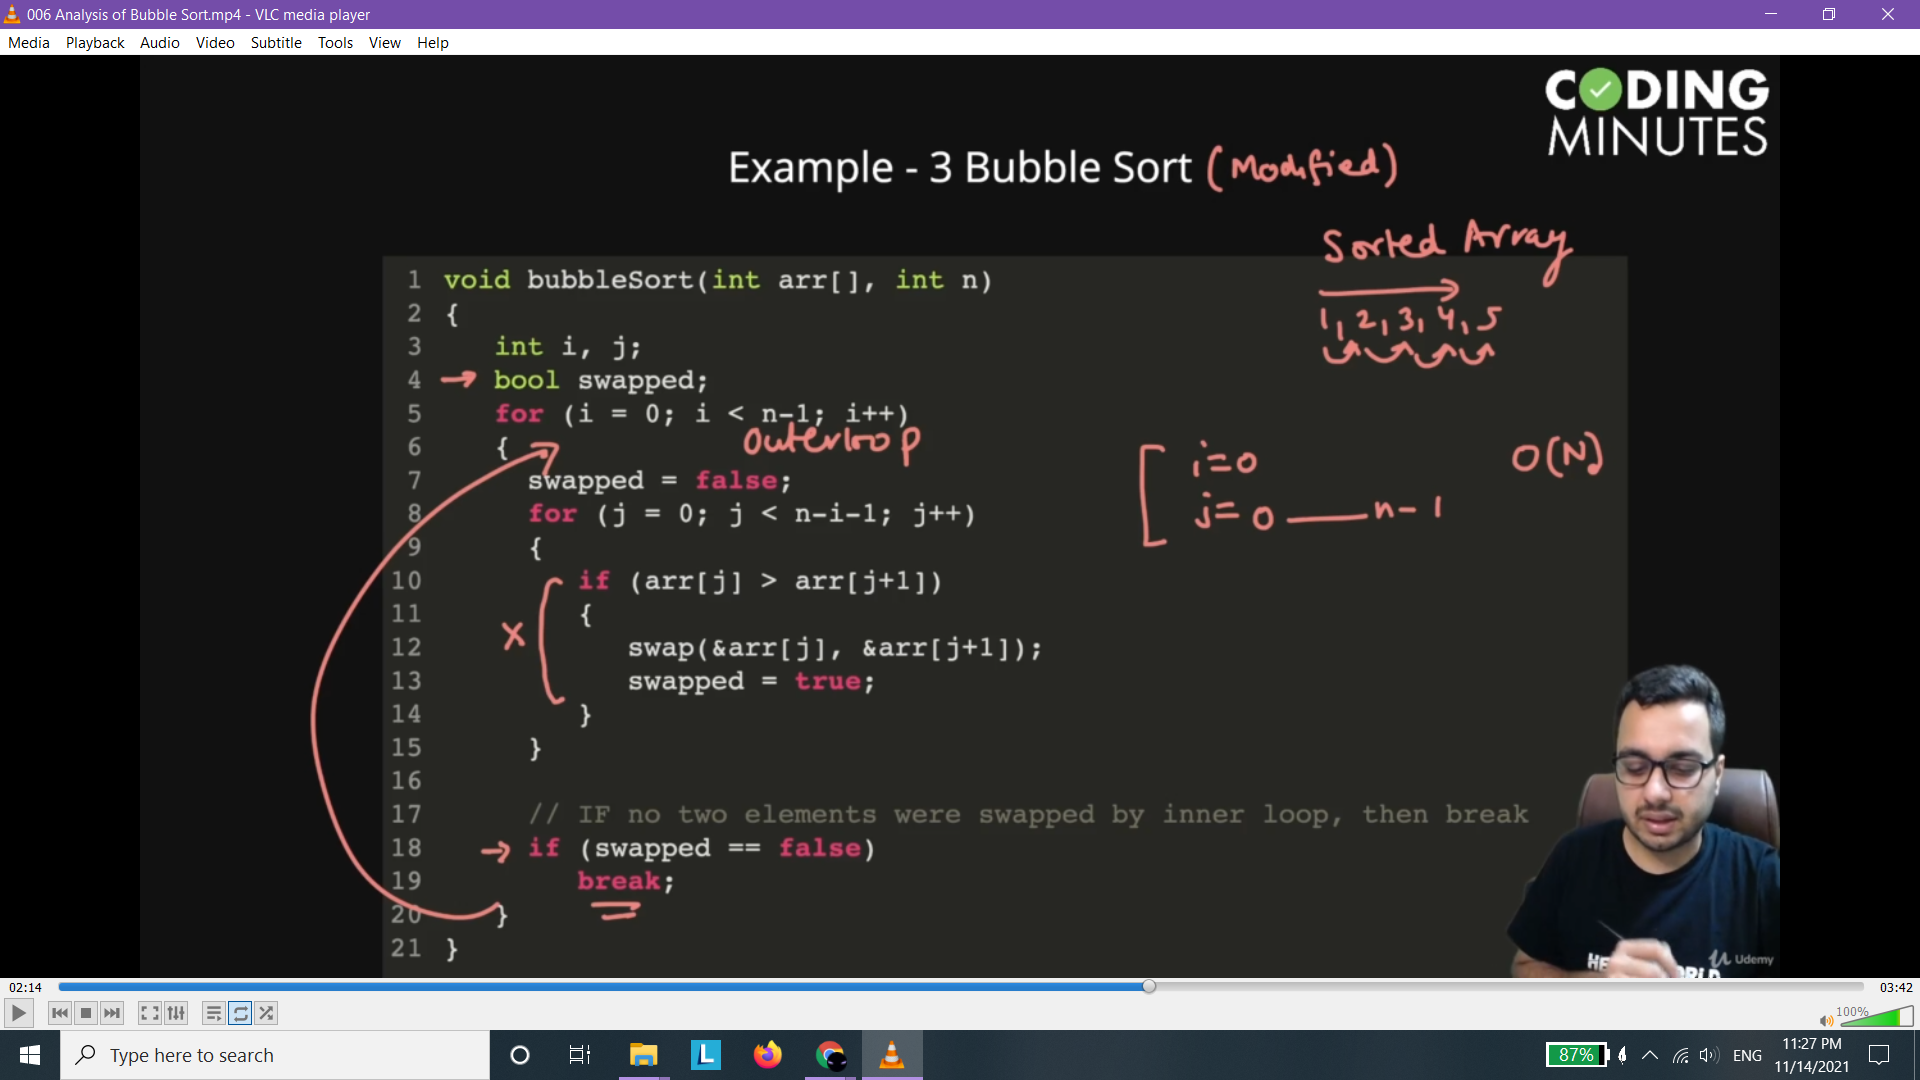 006 Analysis of Bubble Sort.mp4 - VLC media player
Media Playback Audio Video Subtitle Tools View Help
CODING
MINUTES
Example - 3 Bubble Sort (Modified)
Sorted Array
1, 2, 3, 4, 5
1 void bubbleSort(int arr[], int n)
2 {
3 int i, j;
4 bool swapped;
5 for (i = 0; i < n-1; i++)
outerloop
6 {
7 swapped = false;
8 for (j = 0; j < n-i-1; j++)
9 {
10 if (arr[j] > arr[j+1])
11 {
12 swap(&arr[j], &arr[j+1]);
13 swapped = true;
14 }
15 }
16
17 // IF no two elements were swapped by inner loop, then break
18 if (swapped == false)
19 break;
20 }
21 }
i=0
j=0 n-1
O(N)
X
Udemy
02:14
03:42
100%
Type here to search
L
87%
ENG
11:27 PM
11/14/2021